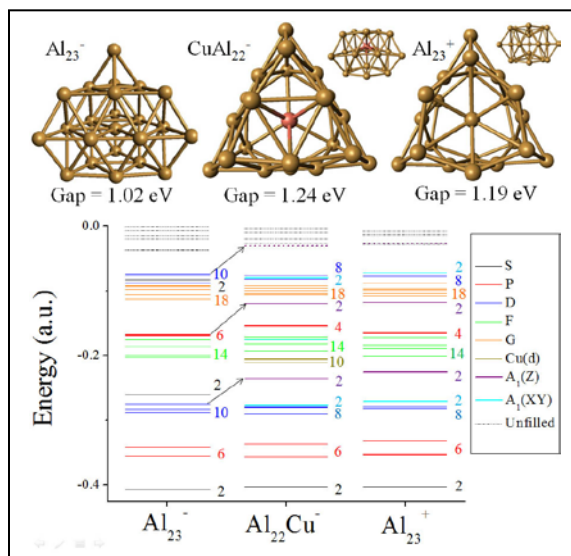 Al₂₃⁻
CuAl₂₂⁻
Al₂₃⁺
Gap = 1.02 eV
Gap = 1.24 eV
Gap = 1.19 eV
Energy (a.u.)
0.0
-0.2
-0.4
10
2
18
6
14
2
10
6
2
8
2
18
2
4
14
10
2
2
8
6
2
2
8
18
2
4
14
2
2
8
6
2
S
P
D
F
G
Cu(d)
A₁(Z)
A₁(XY)
Unfilled
Al₂₃⁻
Al₂₂Cu⁻
Al₂₃⁺